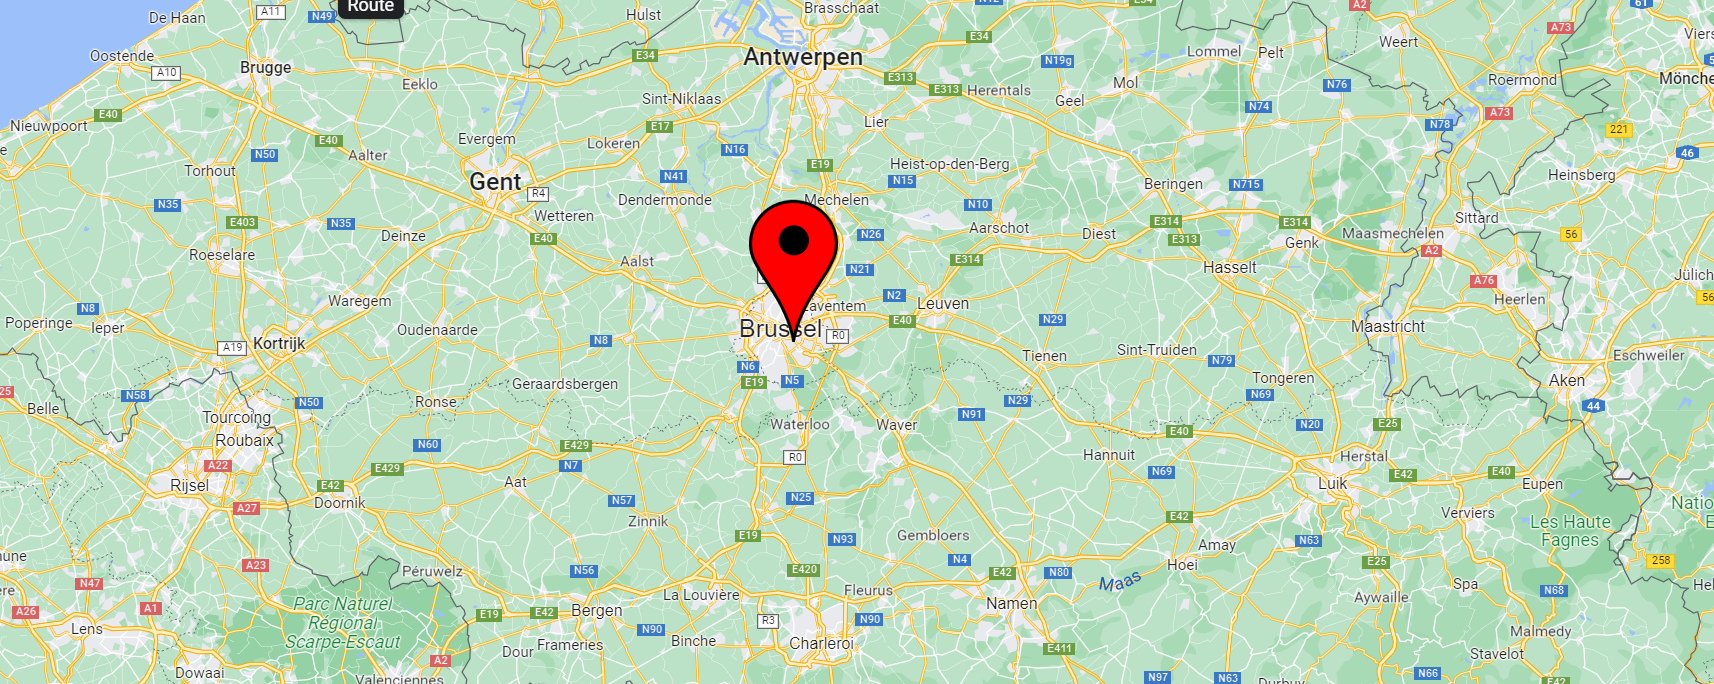 Route
De Haan
A11
N49
Hulst
Brasschaat
N12
E34
A2
61
A73
Oostende
A10
Brugge
E34
Antwerpen
E34
Lommel
Pelt
Weert
Eeklo
E313
N19g
Roermond
Sint-Niklaas
E313
Herentals
Geel
Mol
N76
Nieuwpoort
E40
E17
Lier
N74
N78
A73
221
E40
Evergem
Lokeren
N16
46
N50
Aalter
E19
Heist-op-den-Berg
Torhout
Gent
R4
N41
N15
Beringen
N715
Heinsberg
N35
Dendermonde
Mechelen
N10
E403
N35
Wetteren
E314
E314
Sittard
Deinze
E40
N26
Aarschot
Diest
E313
Genk
Maasmechelen
56
Roeselare
Aalst
N21
E314
Hasselt
A2
A76
Jülich
N8
Waregem
N2
Leuven
Heerlen
56
Poperinge
Ieper
Oudenaarde
Brussel
R0
E40
N29
Maastricht
A19
Kortrijk
N8
N6
Tienen
Sint-Truiden
N79
Eschweiler
25
N58
Geraardsbergen
E19
N5
Tongeren
Aken
Belle
N50
Ronse
N91
N29
N69
44
Tourcoing
Waterloo
Waver
E40
N20
E25
Roubaix
N60
E429
R0
Hannuit
Herstal
A22
E429
N7
N69
E42
E40
Rijsel
E42
Aat
Luik
Eupen
A27
Doornik
N57
N25
Zinnik
E42
Verviers
Les Haute
Fagnes
E19
N93
Gembloers
Amay
N63
A23
Péruwelz
N56
E420
N4
E42
N80
Maas
Hoei
E25
258
N47
La Louvière
Fleurus
Spa
N68
A26
A1
Parc Naturel
Régional
Scarpe-Escaut
E19
E42
Bergen
Namen
Aywaille
Lens
N90
R3
N90
Malmedy
Dour
Frameries
Binche
Charleroi
E411
Stavelot
A2
Dowaai
Valenciennes
N97
N63
N66
E42